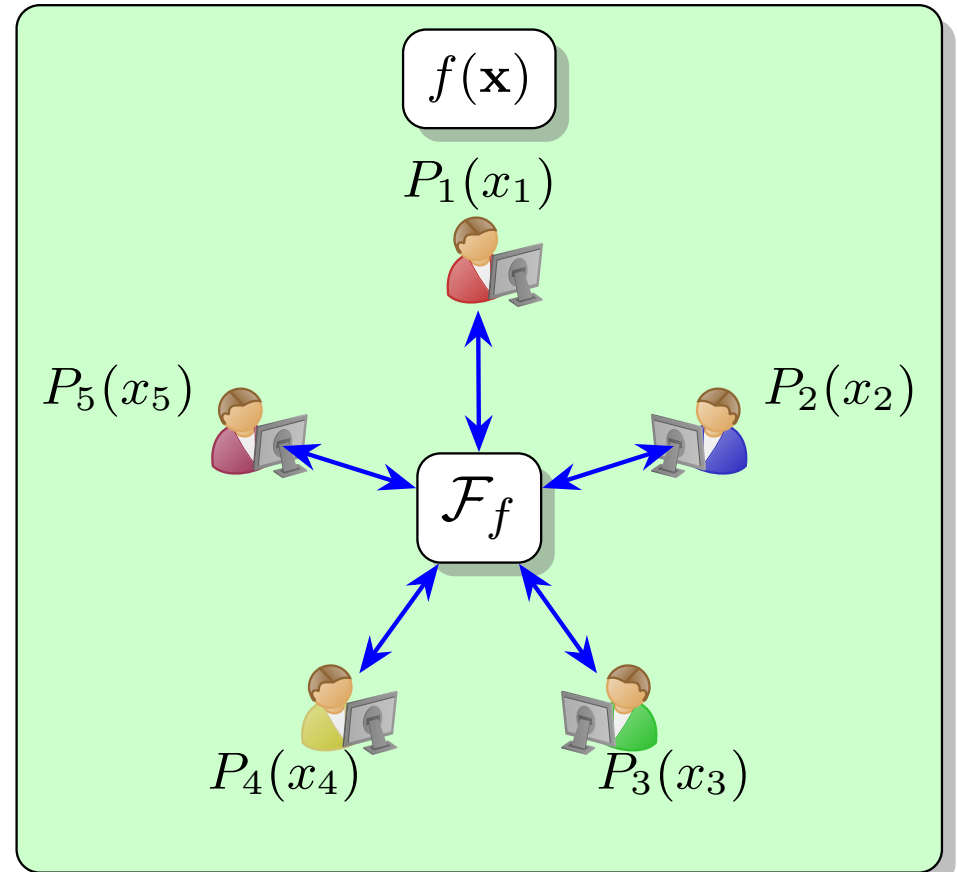 f(𝐱)
P₁(x₁)
P₅(x₅)
P₂(x₂)
ℱ_f
P₄(x₄)
P₃(x₃)